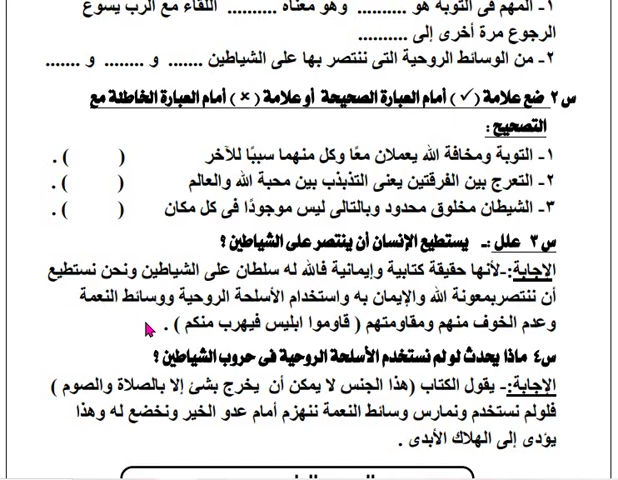 ١- المهم فى التوبة هو .......... وهو معناه .......... اللقاء مع الرب يسوع
الرجوع مرة أخرى إلى ..........
٢- من الوسائط الروحية التى ننتصر بها على الشياطين ....... و ........ و .......
س٢ ضع علامة (✓) أمام العبارة الصحيحة أو علامة (×) أمام العبارة الخاطئة مع
التصحيح :
١- التوبة ومخافة الله يعملان معًا وكل منهما سببًا للآخر ( ) .
٢- التعرج بين الفرقتين يعنى التذبذب بين محبة الله والعالم ( ) .
٣- الشيطان مخلوق محدود وبالتالى ليس موجودًا فى كل مكان ( ) .
س٣ علل :- يستطيع الإنسان أن ينتصر على الشياطين ؟
الإجابة:-لأنها حقيقة كتابية وإيمانية فالله له سلطان على الشياطين ونحن نستطيع
أن ننتصربمعونة الله والإيمان به واستخدام الأسلحة الروحية ووسائط النعمة
وعدم الخوف منهم ومقاومتهم ( قاوموا ابليس فيهرب منكم ) .
س٤ ماذا يحدث لو لم نستخدم الأسلحة الروحية فى حروب الشياطين ؟
الإجابة:- يقول الكتاب (هذا الجنس لا يمكن أن يخرج بشئ إلا بالصلاة والصوم )
فلولم نستخدم ونمارس وسائط النعمة ننهزم أمام عدو الخير ونخضع له وهذا
يؤدى إلى الهلاك الأبدى .